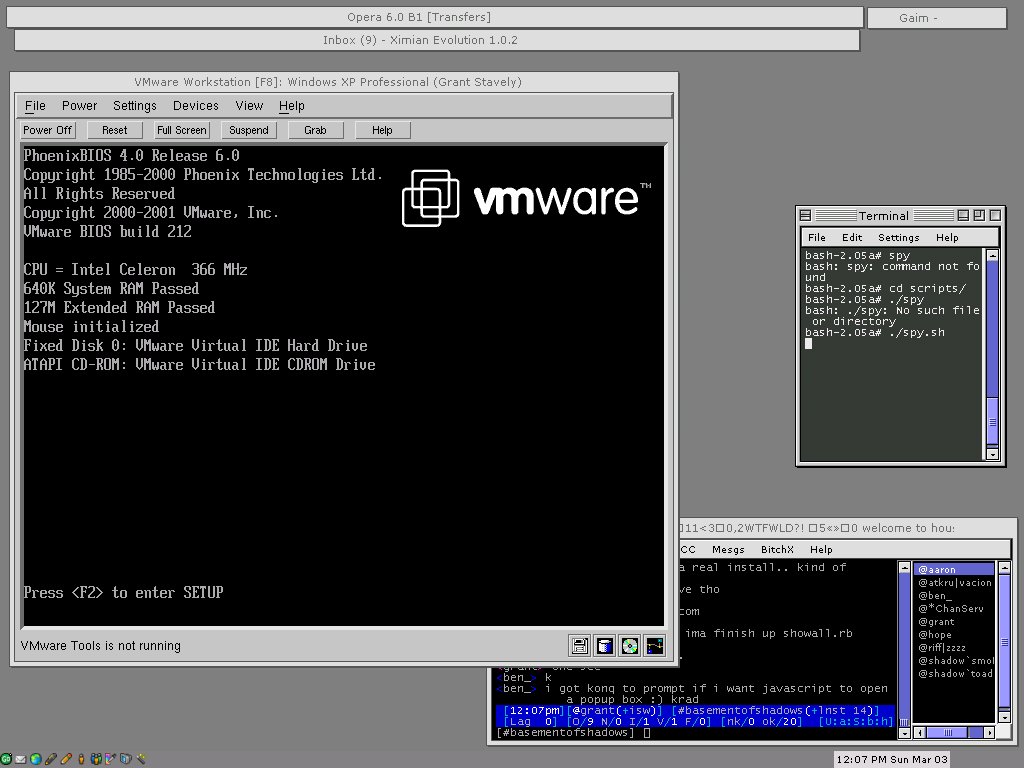 Opera 6.0 B1 [Transfers]
Gaim -
Inbox (9) - Ximian Evolution 1.0.2
VMware Workstation [F8]: Windows XP Professional (Grant Stavely)
File Power Settings Devices View Help
Power Off Reset Full Screen Suspend Grab Help
PhoenixBIOS 4.0 Release 6.0
Copyright 1985-2000 Phoenix Technologies Ltd.
All Rights Reserved
Copyright 2000-2001 VMware, Inc.
VMware BIOS build 212
vmware™
CPU = Intel Celeron 366 MHz
640K System RAM Passed
127M Extended RAM Passed
Mouse initialized
Fixed Disk 0: VMware Virtual IDE Hard Drive
ATAPI CD-ROM: VMware Virtual IDE CDROM Drive
Press <F2> to enter SETUP
VMware Tools is not running
Terminal
File Edit Settings Help
bash-2.05a# spy
bash: spy: command not fo
und
bash-2.05a# cd scripts/
bash-2.05a# ./spy
bash: ./spy: No such file
or directory
bash-2.05a# ./spy.sh
11<3□0,2WTFWLD?! □5«»□0 welcome to hou:
CC Mesgs BitchX Help
a real install.. kind of
ve tho
com
ima finish up showall.rb
<ben_> k
<ben_> i got konq to prompt if i want javascript to open
a popup box :) krad
[12:07pm][@grant(+isw)] [#basementofshadows(+lnst 14)]
[Lag 0] [O/9 N/0 I/1 V/1 F/0] [nk/0 ok/20] [U:a:S:b:h]
[#basementofshadows]
@aaron
@atkru|vacion
@ben_
@*ChanServ
@grant
@hope
@riff|zzzz
@shadow`smol
@shadow`toad
12:07 PM Sun Mar 03